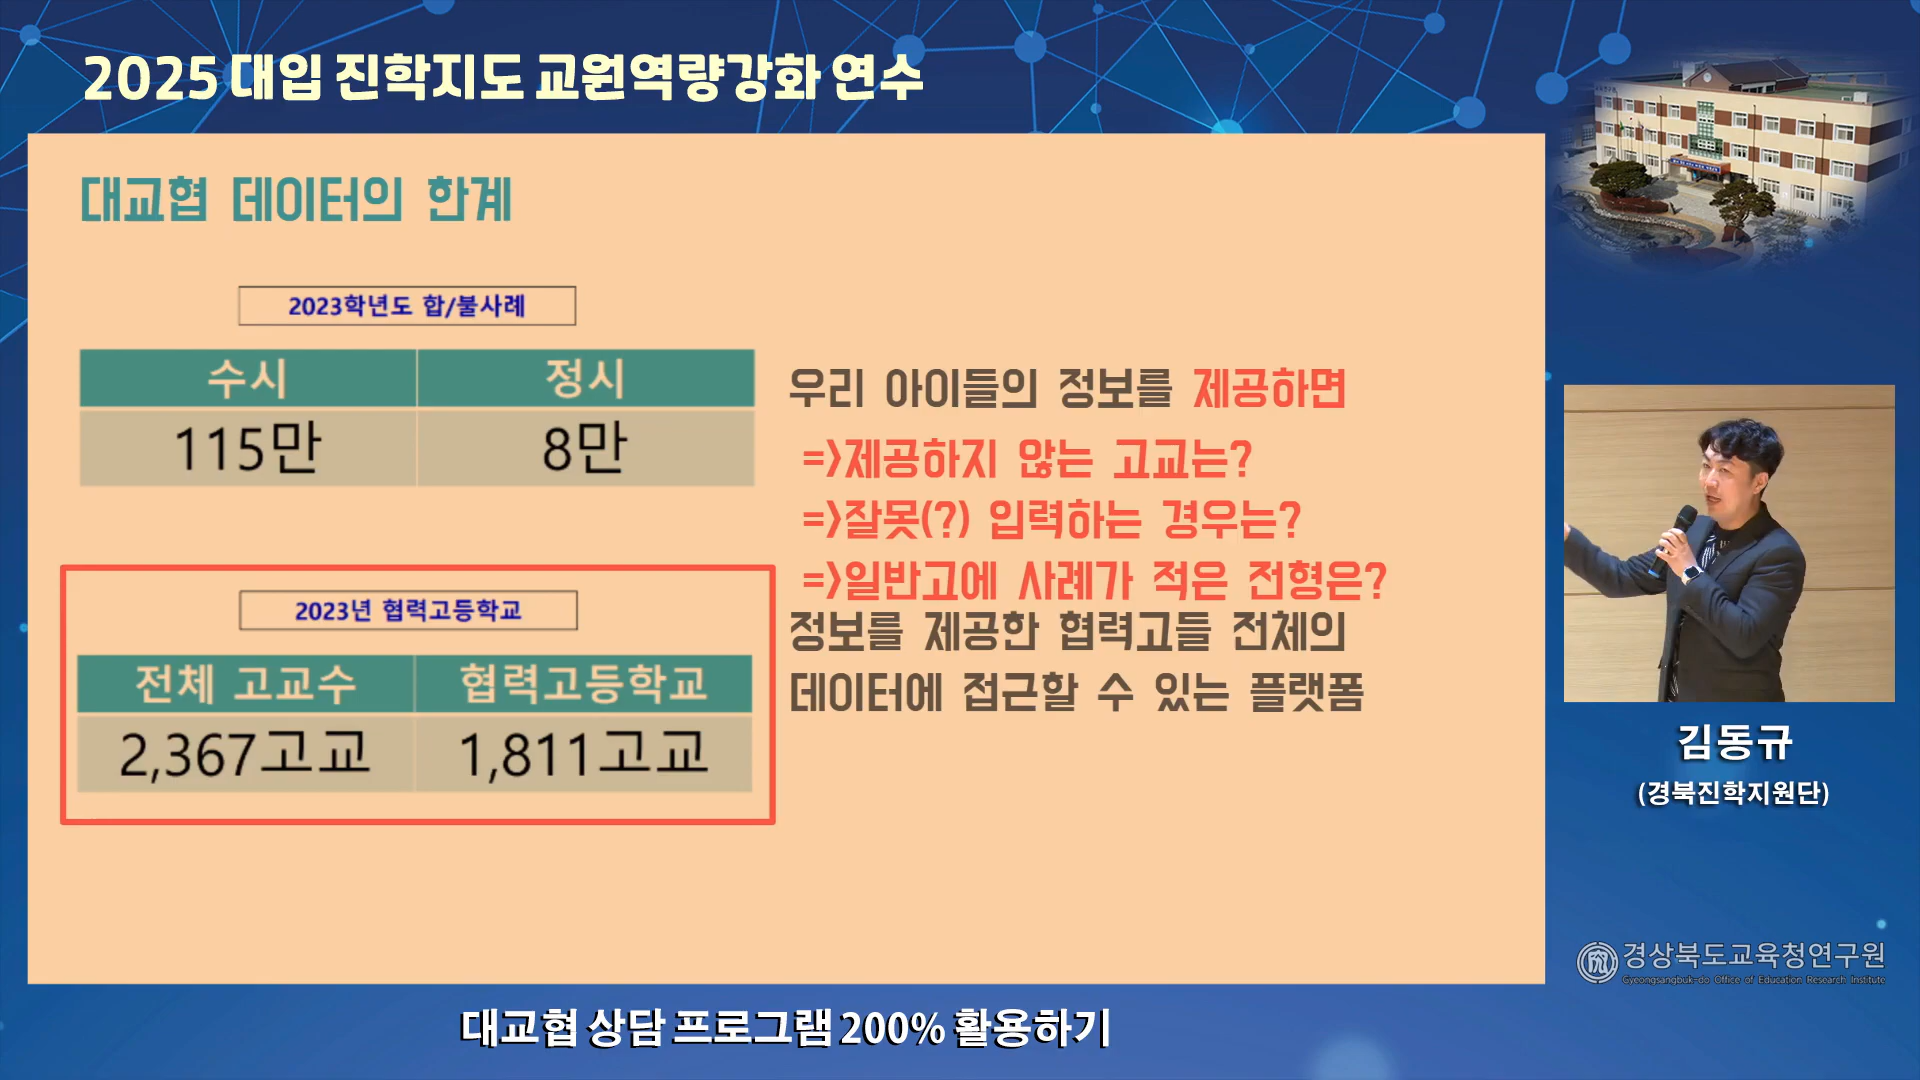 2025 대입 진학지도 교원역량강화 연수
대교협 데이터의 한계
2023학년도 합/불사례
수시 정시
115만 8만
2023년 협력고등학교
전체 고교수 협력고등학교
2,367고교 1,811고교
우리 아이들의 정보를 제공하면
=>제공하지 않는 고교는?
=>잘못(?) 입력하는 경우는?
=>일반고에 사례가 적은 전형은?
정보를 제공한 협력고들 전체의
데이터에 접근할 수 있는 플랫폼
김동규
(경북진학지원단)
경상북도교육청연구원
Gyeongsangbuk-do Office of Education Research Institute
대교협 상담 프로그램 200% 활용하기